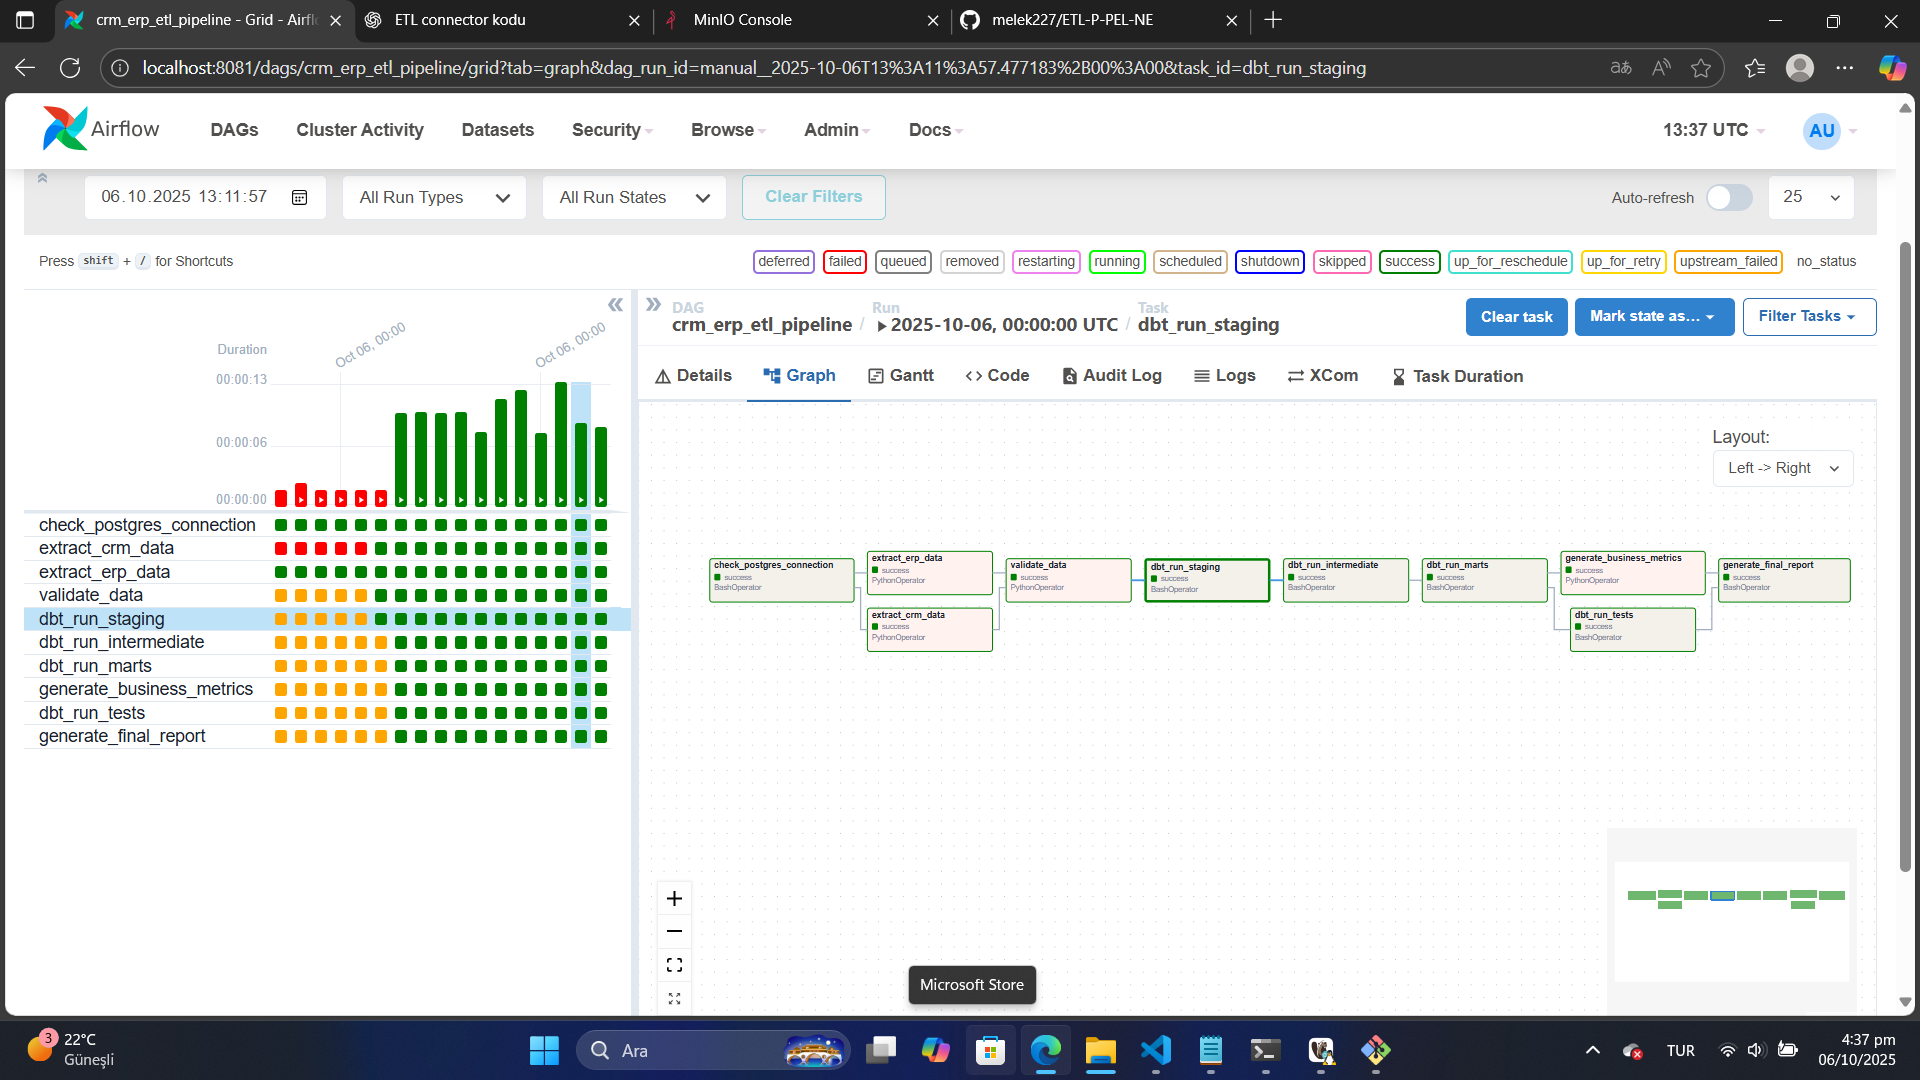 crm_erp_etl_pipeline - Grid - Airfl
ETL connector kodu
MinIO Console
melek227/ETL-P-PEL-NE
localhost:8081/dags/crm_erp_etl_pipeline/grid?tab=graph&dag_run_id=manual__2025-10-06T13%3A11%3A57.477183%2B00%3A00&task_id=dbt_run_staging
Airflow
DAGs
Cluster Activity
Datasets
Security
Browse
Admin
Docs
13:37 UTC
AU
06.10.2025 13:11:57
All Run Types
All Run States
Clear Filters
Auto-refresh
25
Press shift + / for Shortcuts
deferred
failed
queued
removed
restarting
running
scheduled
shutdown
skipped
success
up_for_reschedule
up_for_retry
upstream_failed
no_status
DAG
crm_erp_etl_pipeline
/
Run
2025-10-06, 00:00:00 UTC
/
Task
dbt_run_staging
Clear task
Mark state as...
Filter Tasks
Details
Graph
Gantt
Code
Audit Log
Logs
XCom
Task Duration
Oct 06, 00:00
Oct 06, 00:00
Duration
00:00:13
00:00:06
00:00:00
check_postgres_connection
extract_crm_data
extract_erp_data
validate_data
dbt_run_staging
dbt_run_intermediate
dbt_run_marts
generate_business_metrics
dbt_run_tests
generate_final_report
Layout:
Left -> Right
check_postgres_connection
success
BashOperator
extract_erp_data
success
PythonOperator
extract_crm_data
success
PythonOperator
validate_data
success
PythonOperator
dbt_run_staging
success
BashOperator
dbt_run_intermediate
success
BashOperator
dbt_run_marts
success
BashOperator
generate_business_metrics
success
PythonOperator
dbt_run_tests
success
BashOperator
generate_final_report
success
BashOperator
Microsoft Store
3
22°C
Güneşli
Ara
TUR
4:37 pm
06/10/2025